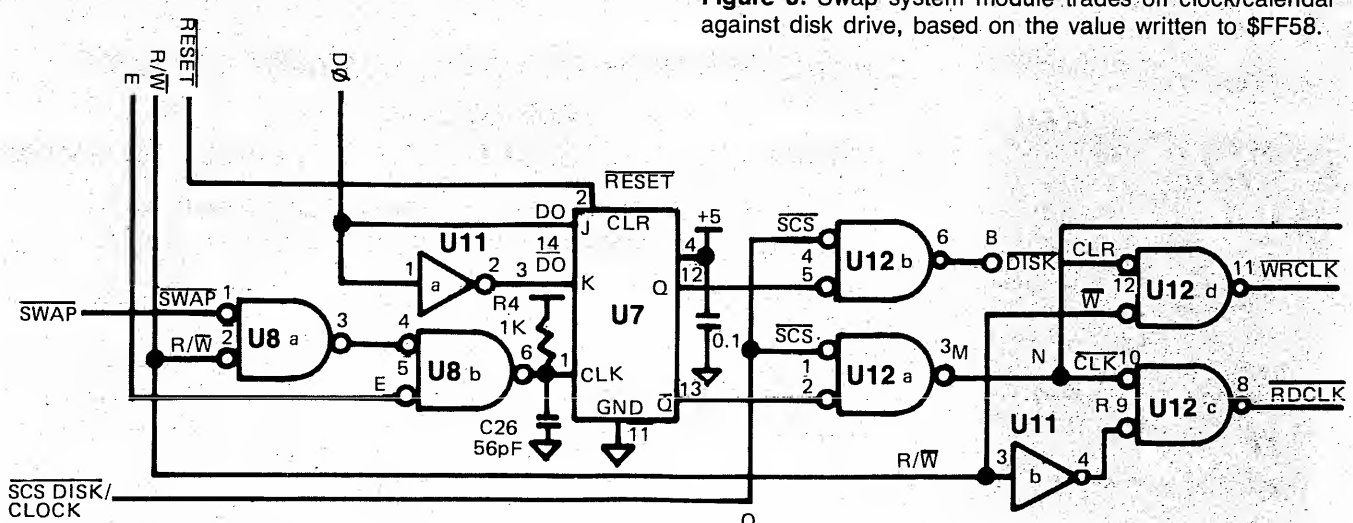 Figure 3. Swap system module trades off clock/calendar
against disk drive, based on the value written to $FF58.
E
R/W
RESET
DØ
RESET
2
DO
J
CLR
14
DO
K
U11
1
a
2
3
R4
1K
+5
4
12
Q
U7
0.1
SWAP
SWAP
1
2
R/W
U8 a
3
4
5
E
U8 b
6
1
CLK
Q
13
GND
11
C26
56pF
SCS
4
5
U12 b
6
B
DISK
SCS
1
2
U12 a
3
M
N
CLR
12
W
U12 d
11
WRCLK
CLK
10
R
9
U12 c
8
RDCLK
U11
R/W
3
b
4
SCS DISK/
CLOCK